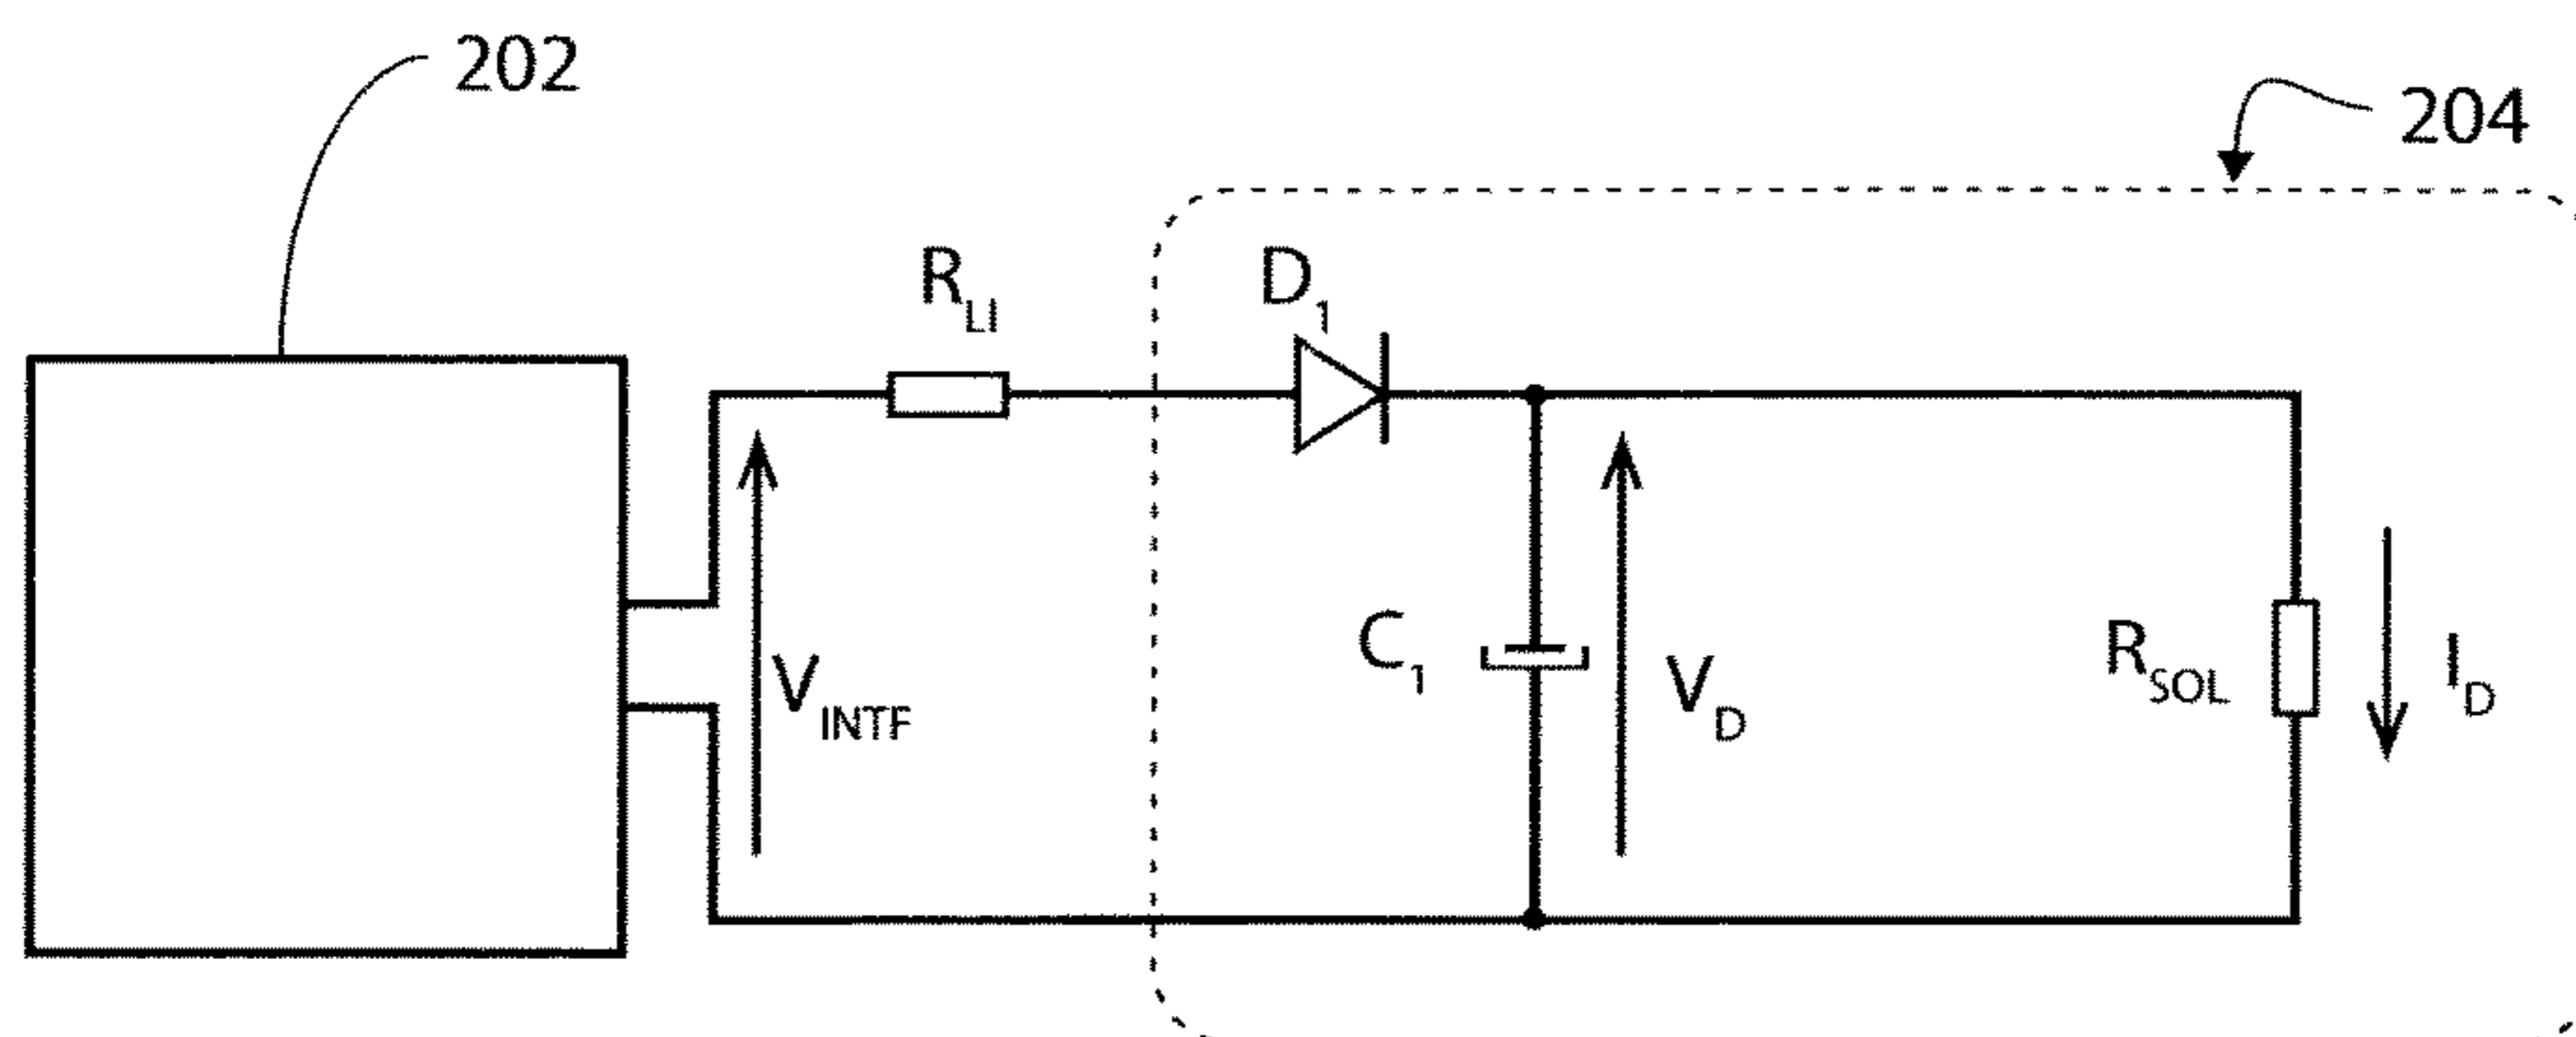 202
204
R_LI
D_1
V_INTF
C_1
V_D
R_SOL
I_D